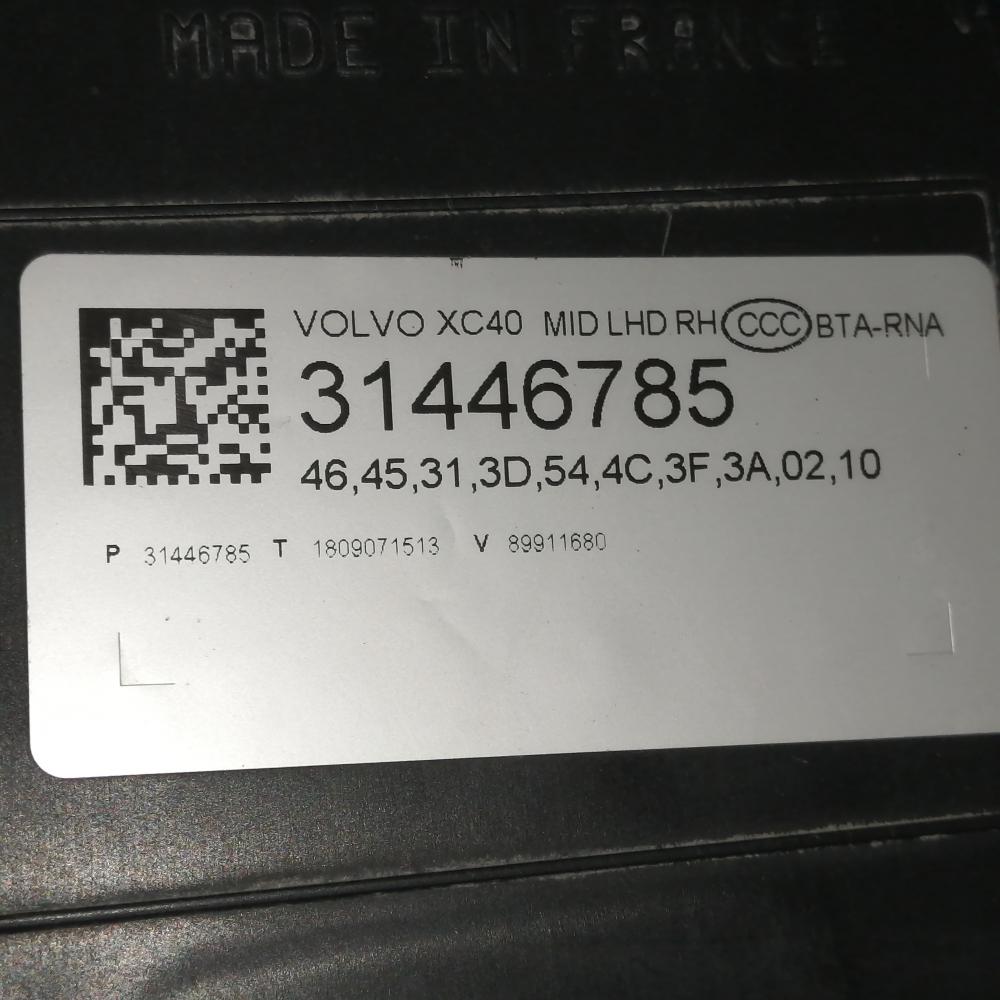 MADE IN FRANCE
VOLVO XC40 MID LHD RH CCC BTA-RNA
31446785
46,45,31,3D,54,4C,3F,3A,02,10
P 31446785 T 1809071513 V 89911680